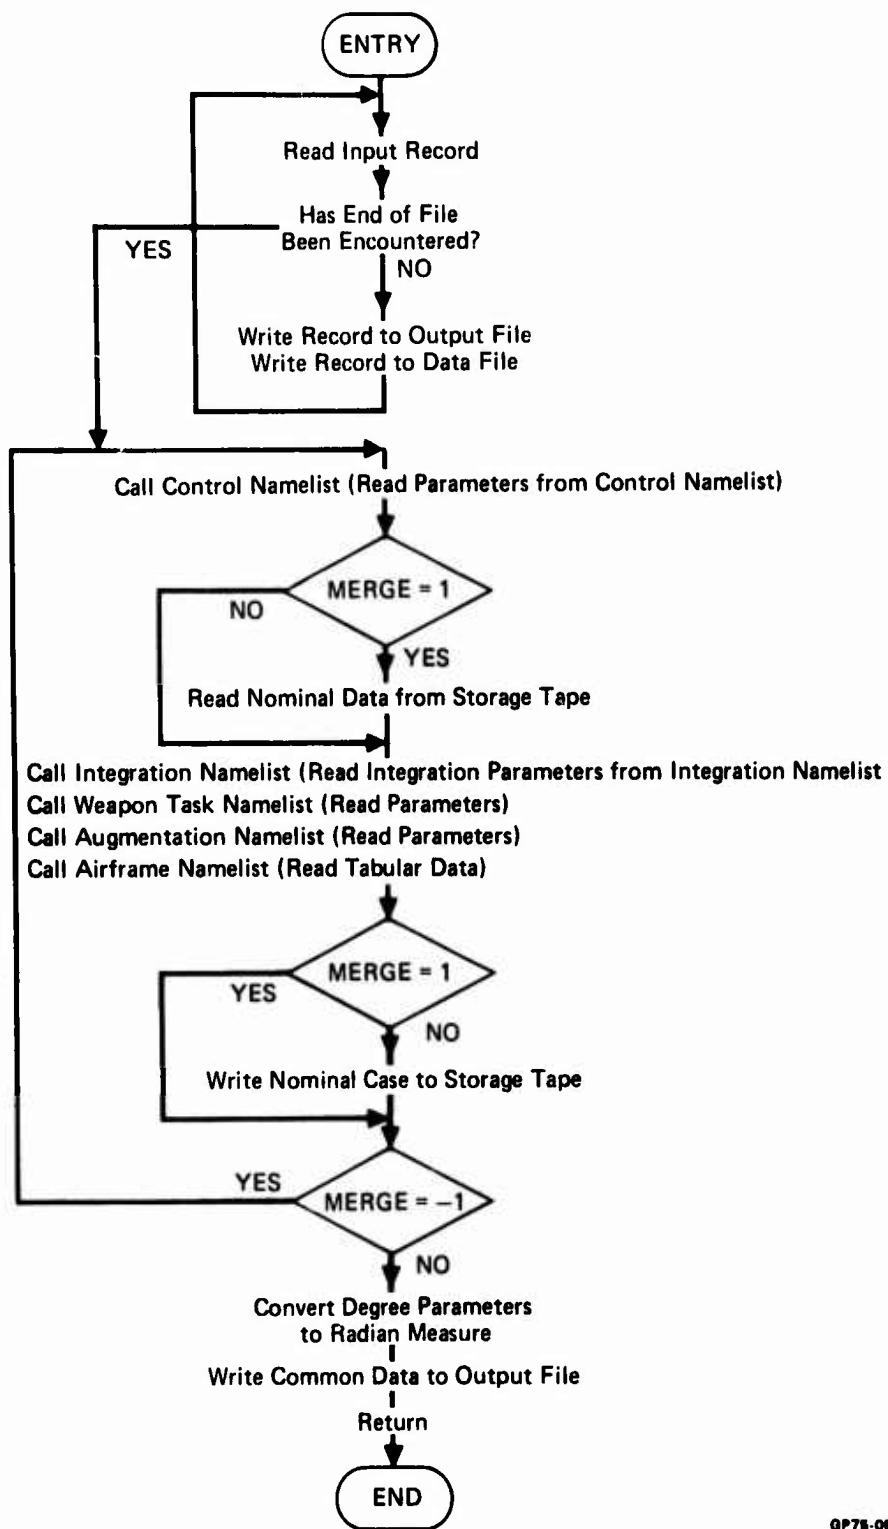 ENTRY
Read Input Record
Has End of File
Been Encountered?
YES
NO
Write Record to Output File
Write Record to Data File
Call Control Namelist (Read Parameters from Control Namelist)
MERGE = 1
NO
YES
Read Nominal Data from Storage Tape
Call Integration Namelist (Read Integration Parameters from Integration Namelist
Call Weapon Task Namelist (Read Parameters)
Call Augmentation Namelist (Read Parameters)
Call Airframe Namelist (Read Tabular Data)
MERGE = 1
YES
NO
Write Nominal Case to Storage Tape
YES
MERGE = −1
NO
Convert Degree Parameters
to Radian Measure
Write Common Data to Output File
Return
END